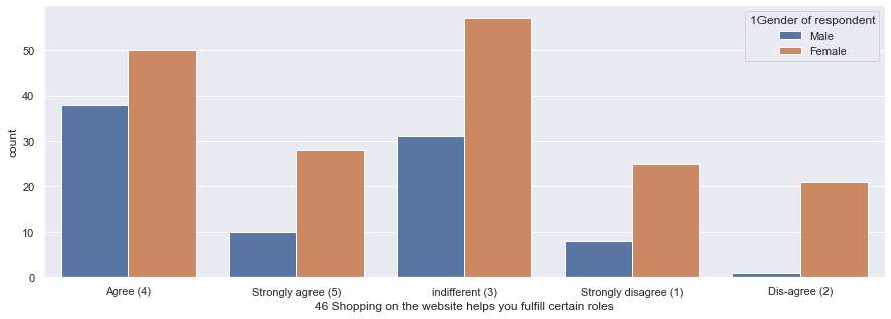 1Gender of respondent
Male
Female
50
40
30
20
10
0
count
Agree (4)
Strongly agree (5)
indifferent (3)
Strongly disagree (1)
Dis-agree (2)
46 Shopping on the website helps you fulfill certain roles